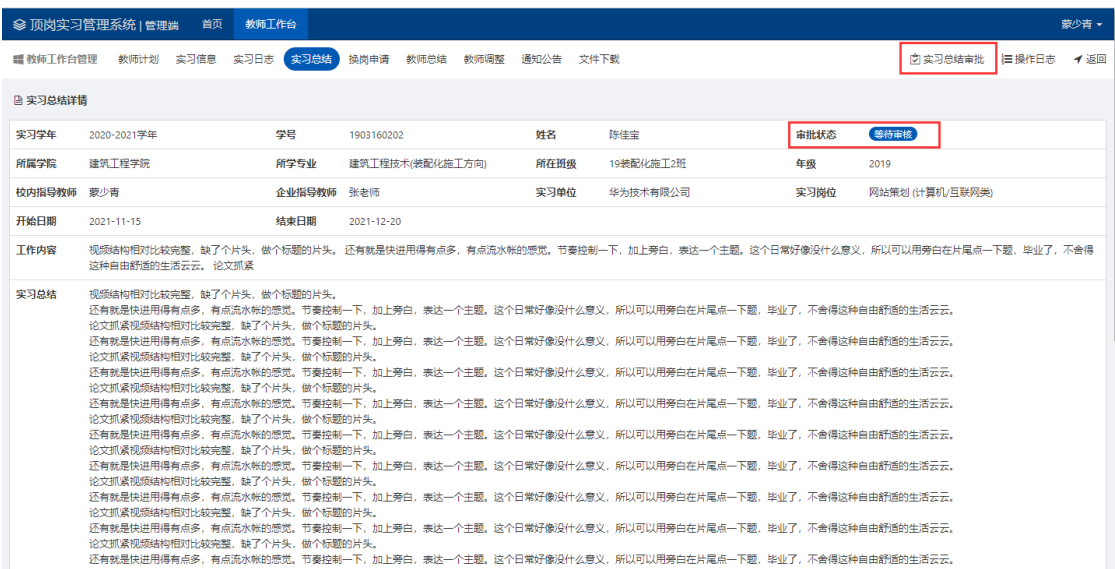 顶岗实习管理系统 | 管理端 首页 教师工作台 蒙少青
教师工作台管理 教师计划 实习信息 实习日志 实习总结 换岗申请 教师总结 教师调整 通知公告 文件下载 实习总结审批 操作日志 返回
实习总结详情
实习学年 2020-2021学年 学号 1903160202 姓名 陈佳宝 审批状态 等待审核
所属学院 建筑工程学院 所学专业 建筑工程技术(装配化施工方向) 所在班级 19装配化施工2班 年级 2019
校内指导教师 蒙少青 企业指导教师 张老师 实习单位 华为技术有限公司 实习岗位 网站策划 (计算机/互联网类)
开始日期 2021-11-15 结束日期 2021-12-20
工作内容 视频结构相对比较完整，缺了个片头，做个标题的片头。 还有就是快进用得有点多，有点流水帐的感觉。节奏控制一下，加上旁白，表达一个主题。这个日常好像没什么意义，所以可以用旁白在片尾点一下题，毕业了，不舍得
这种自由舒适的生活云云。 论文抓紧
实习总结 视频结构相对比较完整，缺了个片头，做个标题的片头。
还有就是快进用得有点多，有点流水帐的感觉。节奏控制一下，加上旁白，表达一个主题。这个日常好像没什么意义，所以可以用旁白在片尾点一下题，毕业了，不舍得这种自由舒适的生活云云。
论文抓紧视频结构相对比较完整，缺了个片头，做个标题的片头。
还有就是快进用得有点多，有点流水帐的感觉。节奏控制一下，加上旁白，表达一个主题。这个日常好像没什么意义，所以可以用旁白在片尾点一下题，毕业了，不舍得这种自由舒适的生活云云。
论文抓紧视频结构相对比较完整，缺了个片头，做个标题的片头。
还有就是快进用得有点多，有点流水帐的感觉。节奏控制一下，加上旁白，表达一个主题。这个日常好像没什么意义，所以可以用旁白在片尾点一下题，毕业了，不舍得这种自由舒适的生活云云。
论文抓紧视频结构相对比较完整，缺了个片头，做个标题的片头。
还有就是快进用得有点多，有点流水帐的感觉。节奏控制一下，加上旁白，表达一个主题。这个日常好像没什么意义，所以可以用旁白在片尾点一下题，毕业了，不舍得这种自由舒适的生活云云。
论文抓紧视频结构相对比较完整，缺了个片头，做个标题的片头。
还有就是快进用得有点多，有点流水帐的感觉。节奏控制一下，加上旁白，表达一个主题。这个日常好像没什么意义，所以可以用旁白在片尾点一下题，毕业了，不舍得这种自由舒适的生活云云。
论文抓紧视频结构相对比较完整，缺了个片头，做个标题的片头。
还有就是快进用得有点多，有点流水帐的感觉。节奏控制一下，加上旁白，表达一个主题。这个日常好像没什么意义，所以可以用旁白在片尾点一下题，毕业了，不舍得这种自由舒适的生活云云。
论文抓紧视频结构相对比较完整，缺了个片头，做个标题的片头。
还有就是快进用得有点多，有点流水帐的感觉。节奏控制一下，加上旁白，表达一个主题。这个日常好像没什么意义，所以可以用旁白在片尾点一下题，毕业了，不舍得这种自由舒适的生活云云。
论文抓紧视频结构相对比较完整，缺了个片头，做个标题的片头。
还有就是快进用得有点多，有点流水帐的感觉。节奏控制一下，加上旁白，表达一个主题。这个日常好像没什么意义，所以可以用旁白在片尾点一下题，毕业了，不舍得这种自由舒适的生活云云。
论文抓紧视频结构相对比较完整，缺了个片头，做个标题的片头。
还有就是快进用得有点多，有点流水帐的感觉。节奏控制一下，加上旁白，表达一个主题。这个日常好像没什么意义，所以可以用旁白在片尾点一下题，毕业了，不舍得这种自由舒适的生活云云。